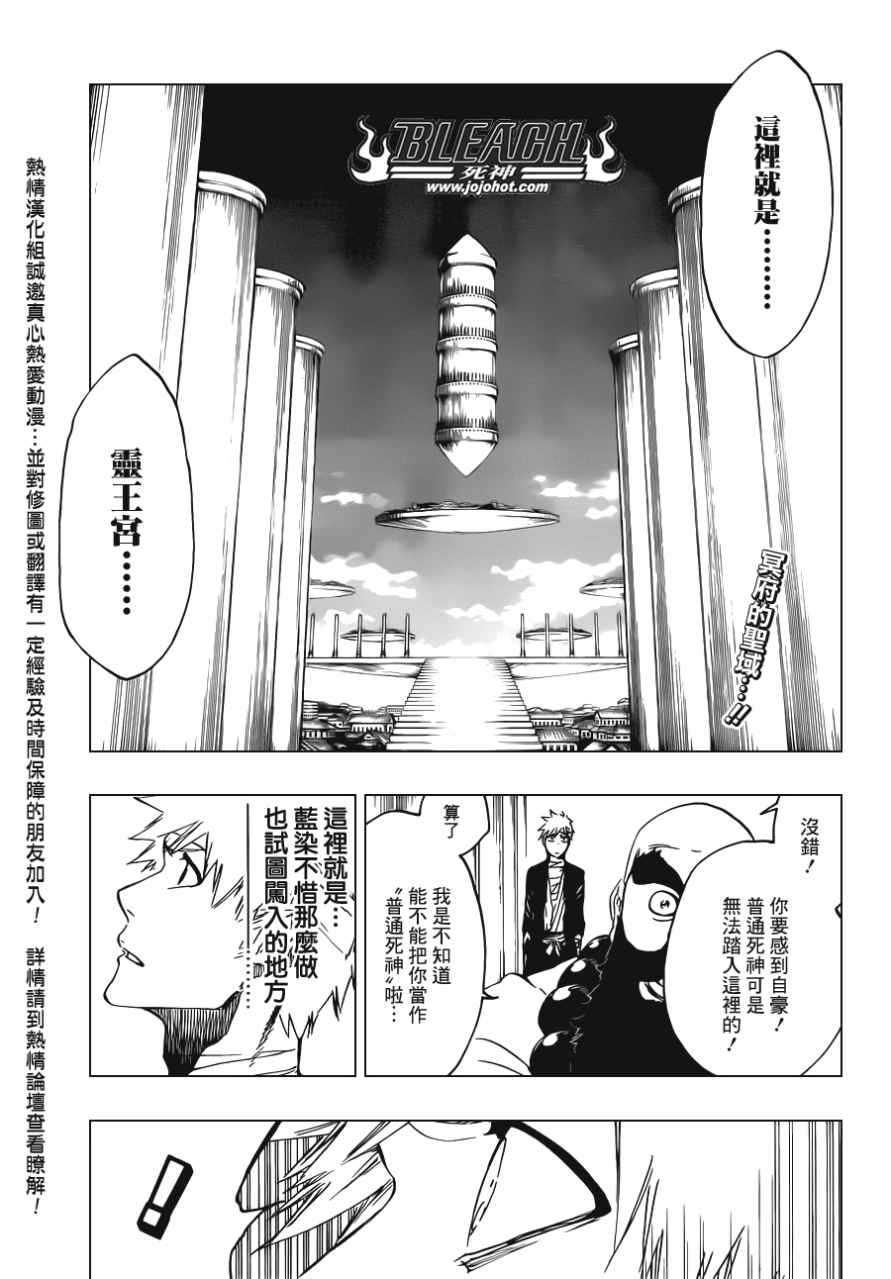 BLEACH
死神
www.jojohot.com
這裡就是………
靈王宮……
冥府的聖域…!!
沒錯！
你要感到自豪！
普通死神可是
無法踏入這裡的！
算了
我是不知道
能不能把你當作
“普通死神”啦…
這裡就是…
藍染不惜那麼做
也試圖闖入的地方
…………
!
熱情漢化組誠邀真心熱愛動漫…並對修圖或翻譯有一定經驗及時間保障的朋友加入！　詳情請到熱情論壇查看瞭解！